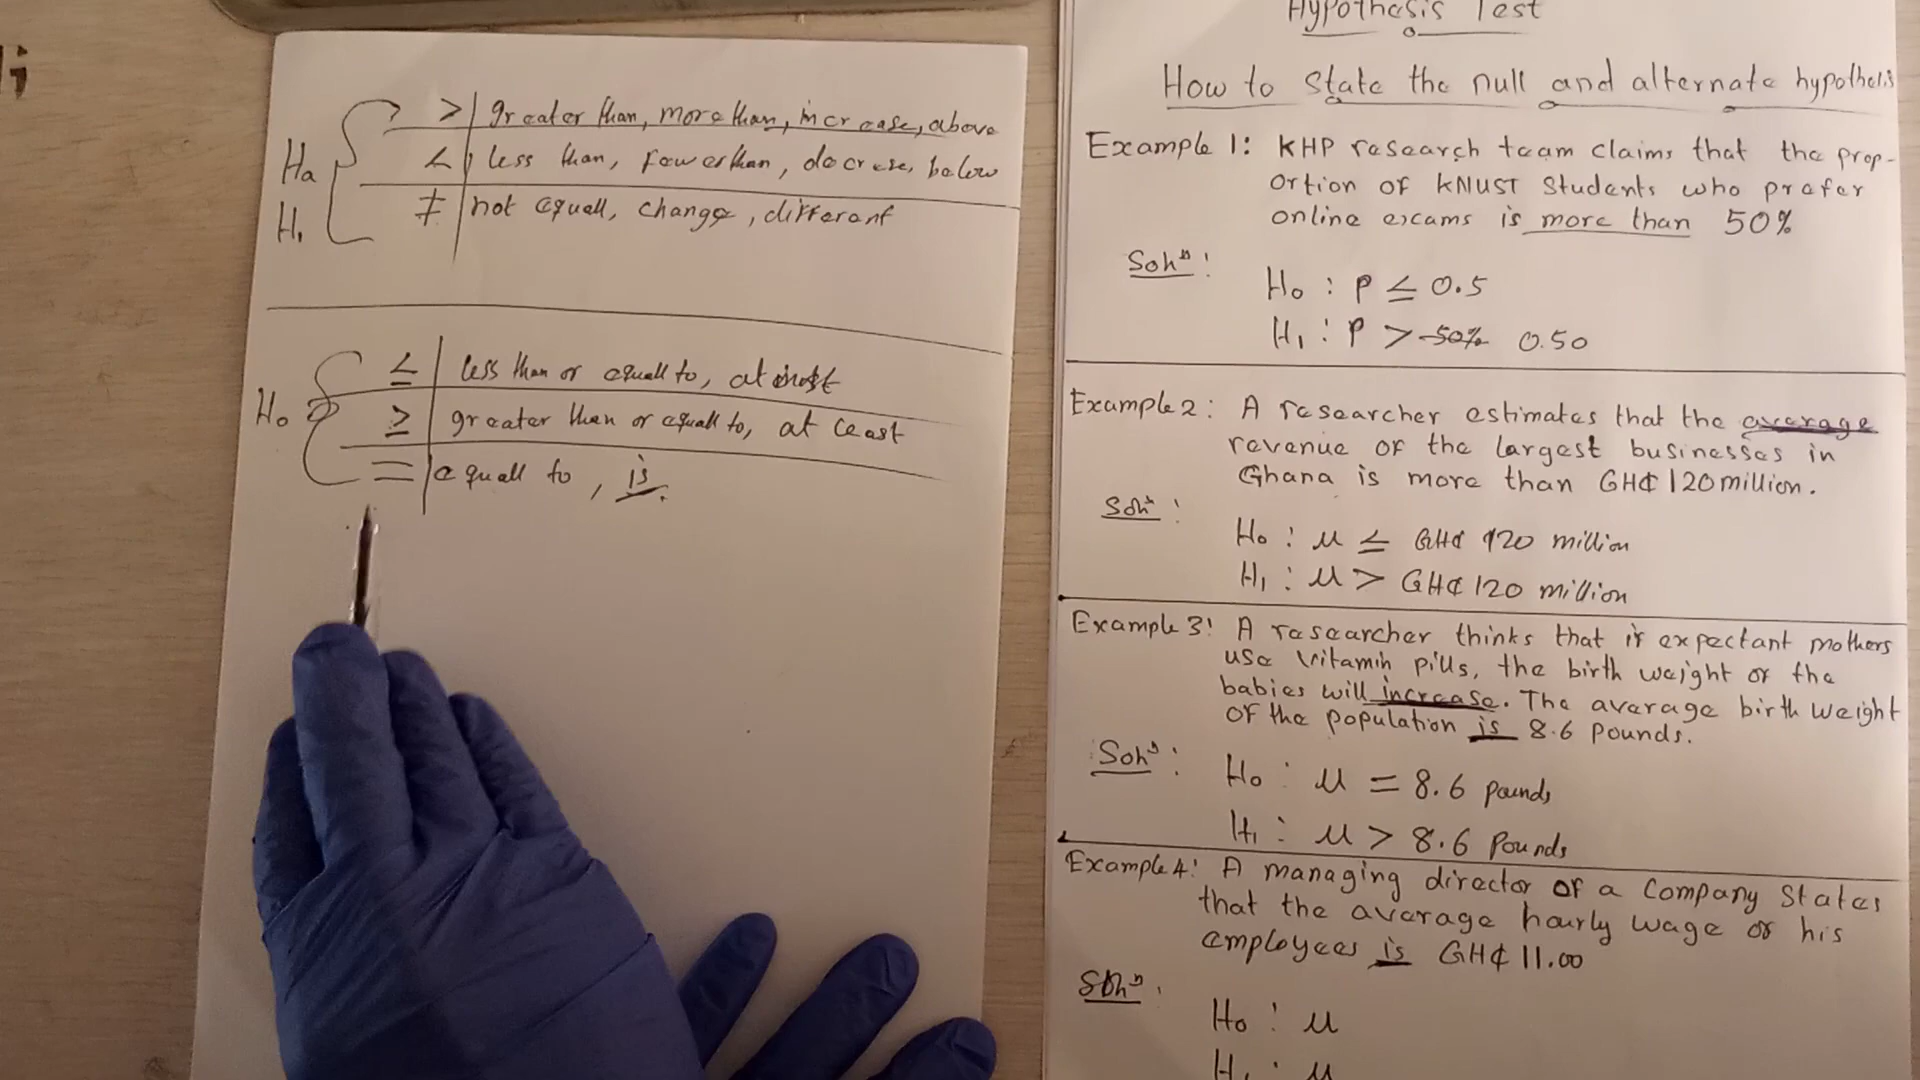 > greater than, more than, increase, above
Ha < less than, fewer than, decrese, below
H₁ ≠ not equall, change, different
≤ less than or equall to, at most
H₀ ≥ greater then or equall to, at least
= equall to, is.
Hypothesis Test
How to state the null and alternate hypothesis
Example 1: KHP research team claims that the prop-
ortion of KNUST students who prefer
online exams is more than 50%
Solⁿ:
H₀ : P ≤ 0.5
H₁ : P > 50% 0.50
Example 2: A researcher estimates that the average
revenue of the largest businesses in
Ghana is more than GH₵ 120 million.
Solⁿ:
H₀ : μ ≤ GH₵ 120 million
H₁ : μ > GH₵ 120 million
Example 3: A researcher thinks that if expectant mothers
use vitamin pills, the birth weight of the
babies will increase. The average birth weight
of the population is 8.6 pounds.
Solⁿ:
H₀ : μ = 8.6 pounds
H₁ : μ > 8.6 Pounds
Example 4: A managing director of a company states
that the average hourly wage of his
employees is GH₵ 11.00
Solⁿ:
H₀ : μ
H₁ : μ